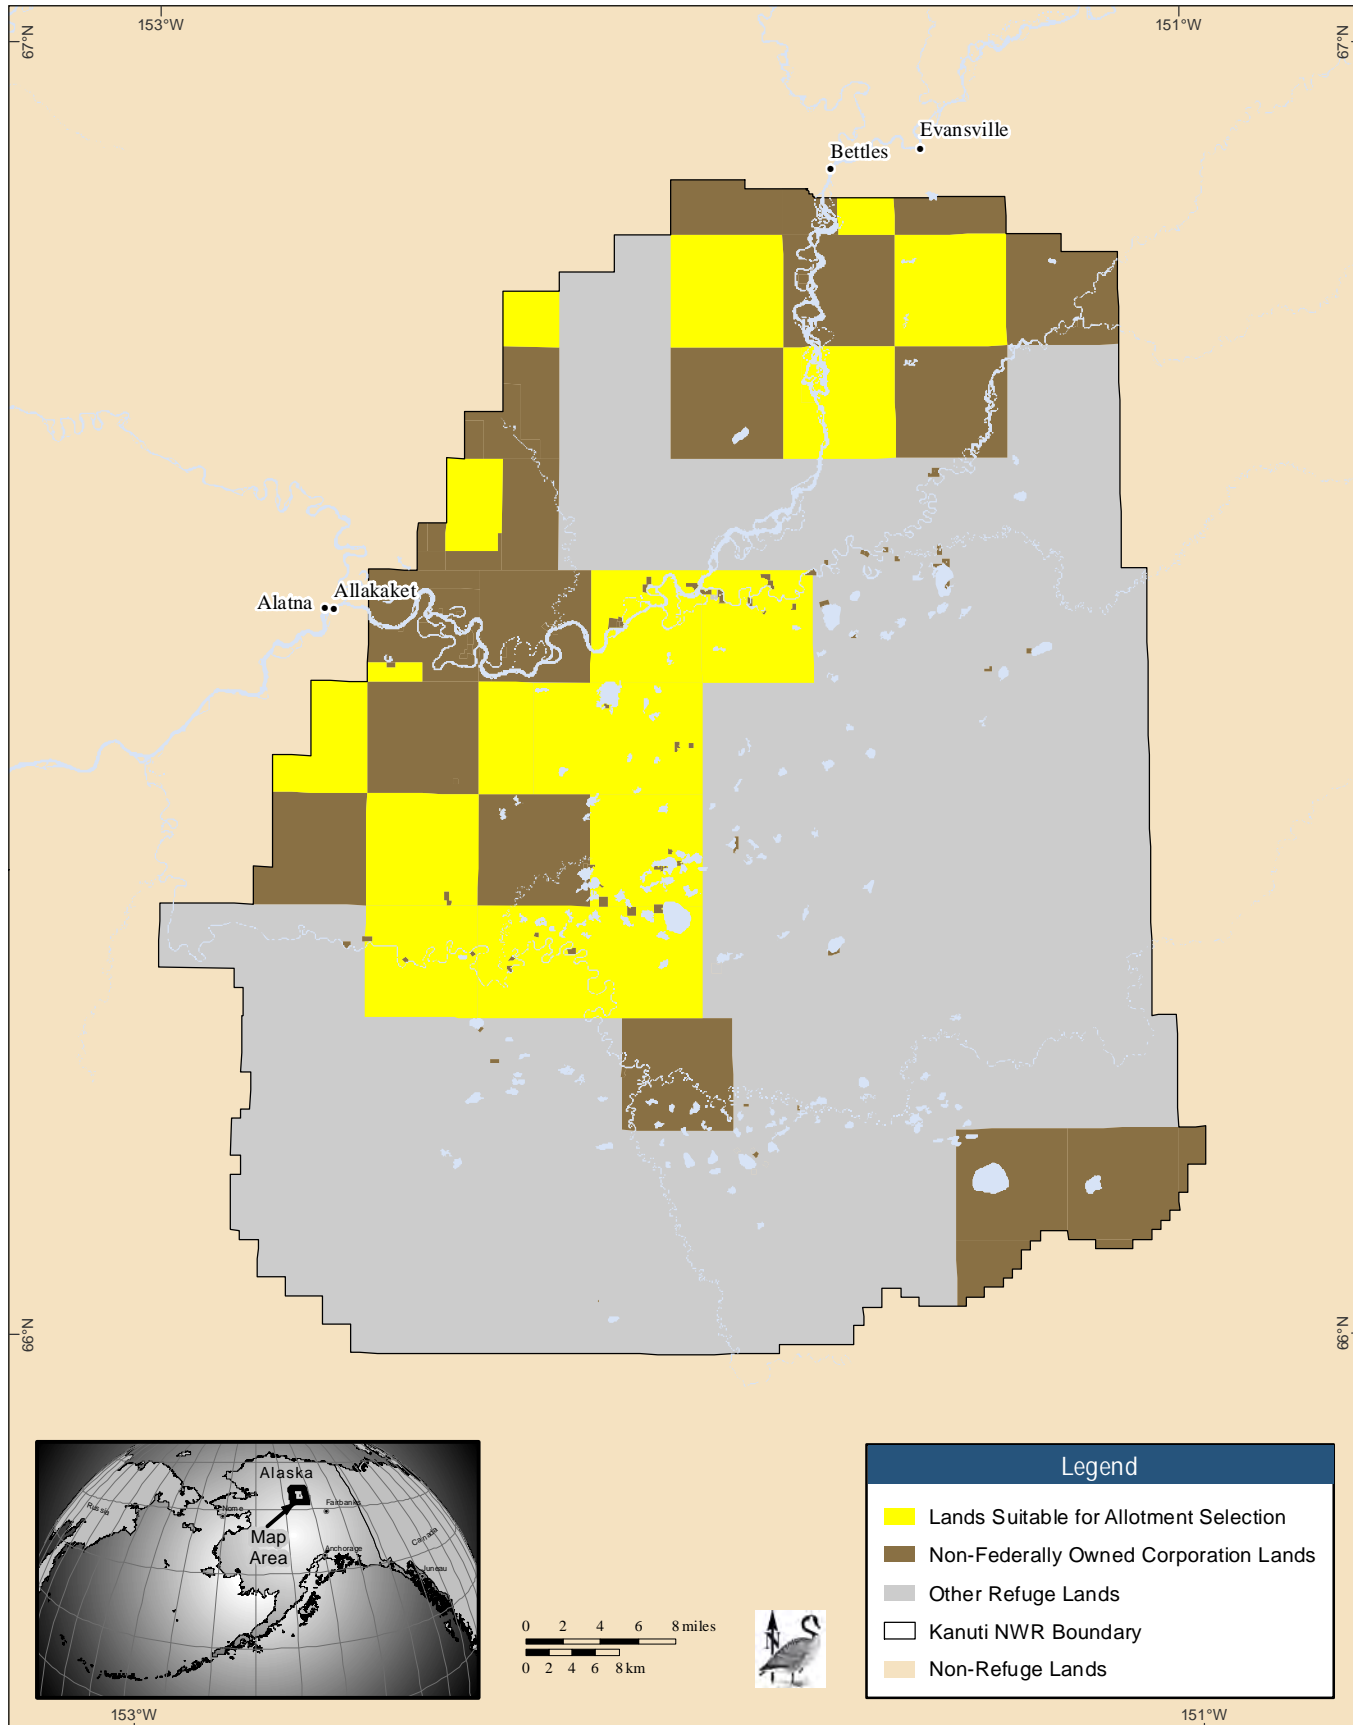 153°W
151°W
67°N
67°N
Evansville
Bettles
Allakaket
Alatna
66°N
66°N
Alaska
Russia
Nome
Fairbanks
Map
Area
Anchorage
Canada
Juneau
0 2 4 6 8 miles
0 2 4 6 8 km
N
Legend
Lands Suitable for Allotment Selection
Non-Federally Owned Corporation Lands
Other Refuge Lands
Kanuti NWR Boundary
Non-Refuge Lands
153°W
151°W